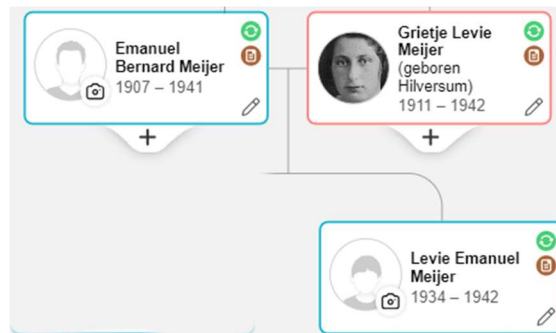 Emanuel
Bernard Meijer
1907 – 1941
Grietje Levie
Meijer
(geboren
Hilversum)
1911 – 1942
Levie Emanuel
Meijer
1934 – 1942